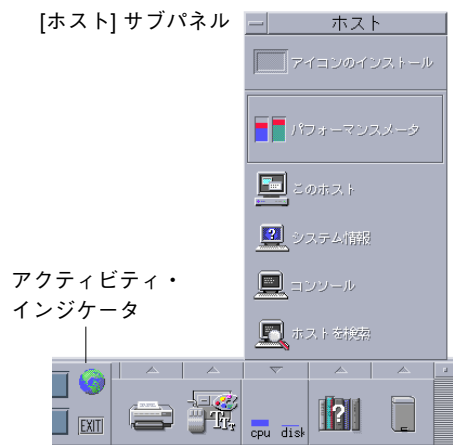 [ホスト] サブパネル
ホスト
アイコンのインストール
パフォーマンスメータ
このホスト
システム情報
コンソール
ホストを検索
アクティビティ・
インジケータ
EXIT
cpu disk